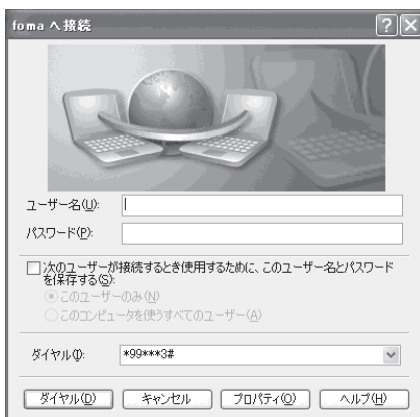 foma へ接続
ユーザー名(U):
パスワード(P):
次のユーザーが接続するとき使用するために、このユーザー名とパスワード
を保存する(S):
このユーザーのみ(N)
このコンピュータを使うすべてのユーザー(A)
ダイヤル(I): *99***3#
ダイヤル(D) キャンセル プロパティ(O) ヘルプ(H)